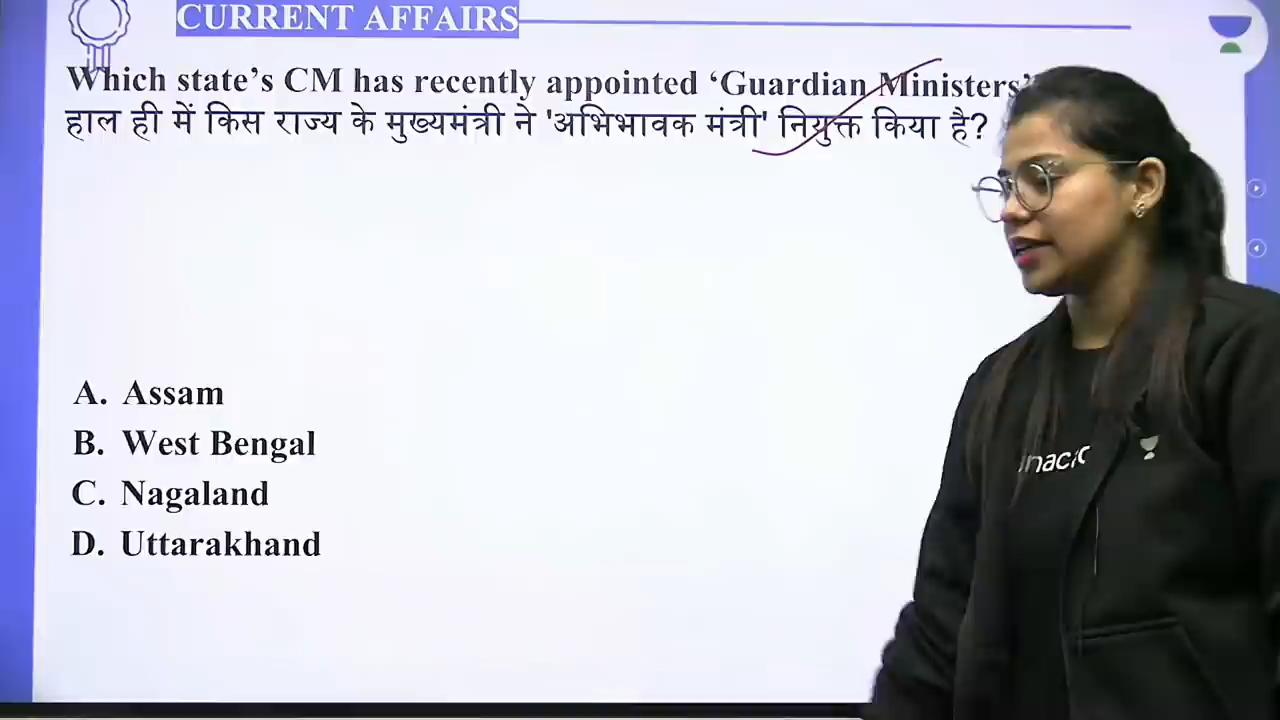 CURRENT AFFAIRS
Which state's CM has recently appointed ‘Guardian Ministers’
हाल ही में किस राज्य के मुख्यमंत्री ने 'अभिभावक मंत्री' नियुक्त किया है?
A. Assam
B. West Bengal
C. Nagaland
D. Uttarakhand